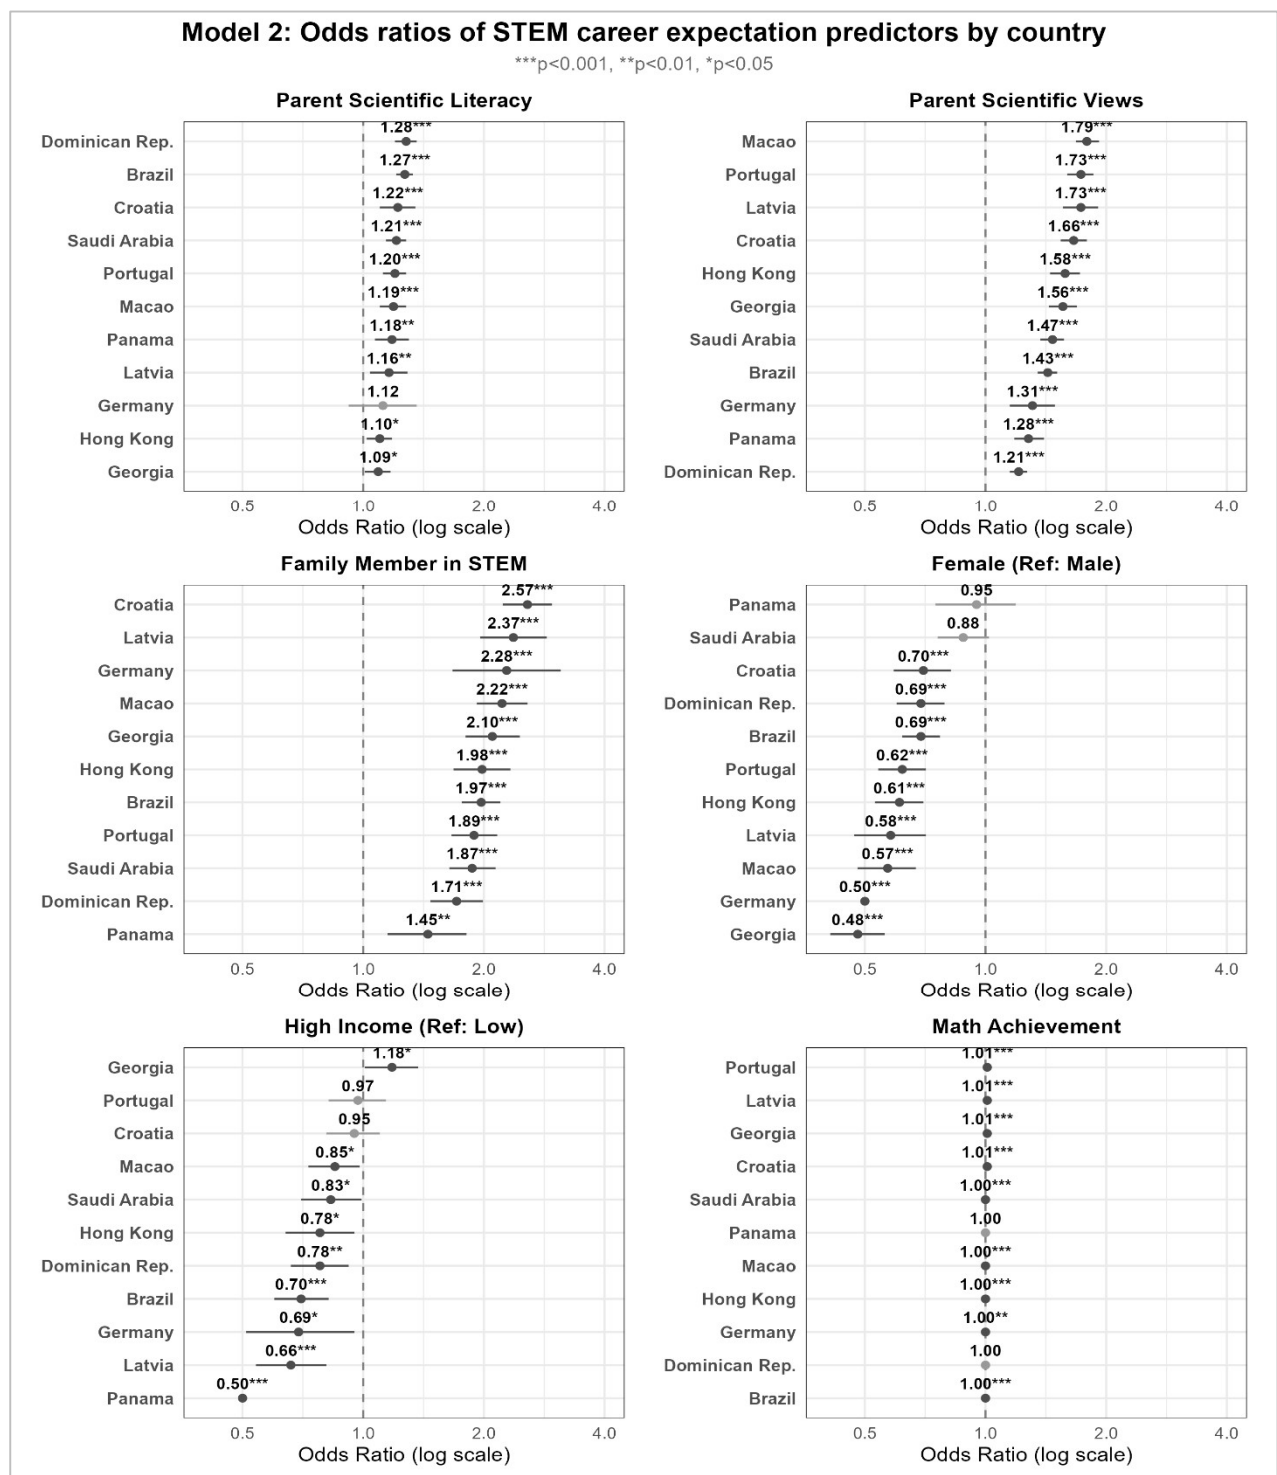 Model 2: Odds ratios of STEM career expectation predictors by country
***p<0.001, **p<0.01, *p<0.05
Parent Scientific Literacy
Dominican Rep. 1.28***
Brazil 1.27***
Croatia 1.22***
Saudi Arabia 1.21***
Portugal 1.20***
Macao 1.19***
Panama 1.18**
Latvia 1.16**
Germany 1.12
Hong Kong 1.10*
Georgia 1.09*
0.5 1.0 2.0 4.0
Odds Ratio (log scale)
Parent Scientific Views
Macao 1.79***
Portugal 1.73***
Latvia 1.73***
Croatia 1.66***
Hong Kong 1.58***
Georgia 1.56***
Saudi Arabia 1.47***
Brazil 1.43***
Germany 1.31***
Panama 1.28***
Dominican Rep. 1.21***
0.5 1.0 2.0 4.0
Odds Ratio (log scale)
Family Member in STEM
Croatia 2.57***
Latvia 2.37***
Germany 2.28***
Macao 2.22***
Georgia 2.10***
Hong Kong 1.98***
Brazil 1.97***
Portugal 1.89***
Saudi Arabia 1.87***
Dominican Rep. 1.71***
Panama 1.45**
0.5 1.0 2.0 4.0
Odds Ratio (log scale)
Female (Ref: Male)
Panama 0.95
Saudi Arabia 0.88
Croatia 0.70***
Dominican Rep. 0.69***
Brazil 0.69***
Portugal 0.62***
Hong Kong 0.61***
Latvia 0.58***
Macao 0.57***
Germany 0.50***
Georgia 0.48***
0.5 1.0 2.0 4.0
Odds Ratio (log scale)
High Income (Ref: Low)
Georgia 1.18*
Portugal 0.97
Croatia 0.95
Macao 0.85*
Saudi Arabia 0.83*
Hong Kong 0.78*
Dominican Rep. 0.78**
Brazil 0.70***
Germany 0.69*
Latvia 0.66***
Panama 0.50***
0.5 1.0 2.0 4.0
Odds Ratio (log scale)
Math Achievement
Portugal 1.01***
Latvia 1.01***
Georgia 1.01***
Croatia 1.01***
Saudi Arabia 1.00***
Panama 1.00
Macao 1.00***
Hong Kong 1.00***
Germany 1.00**
Dominican Rep. 1.00
Brazil 1.00***
0.5 1.0 2.0 4.0
Odds Ratio (log scale)